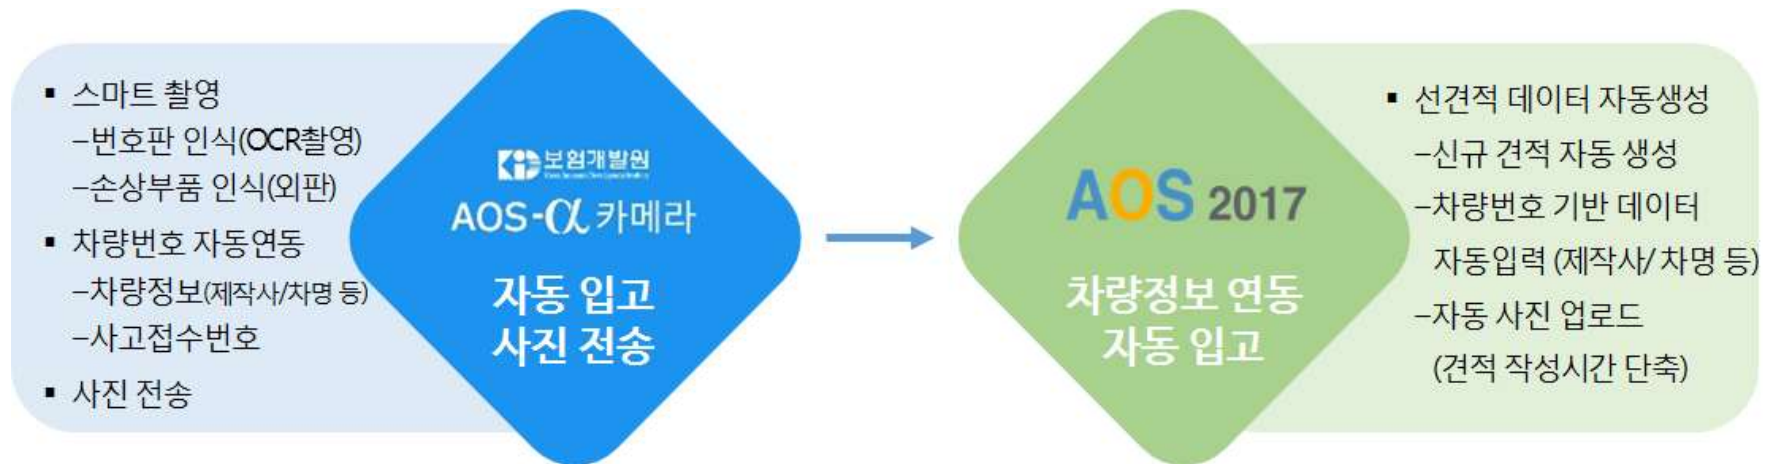 ▪ 스마트 촬영
–번호판 인식(OCR촬영)
–손상부품 인식(외판)
▪ 차량번호 자동연동
–차량정보(제작사/차명 등)
–사고접수번호
▪ 사진 전송
KiDi 보험개발원
AOS-α 카메라
자동 입고
사진 전송
AOS 2017
차량정보 연동
자동 입고
▪ 선견적 데이터 자동생성
–신규 견적 자동 생성
–차량번호 기반 데이터
자동입력 (제작사/ 차명 등)
–자동 사진 업로드
(견적 작성시간 단축)